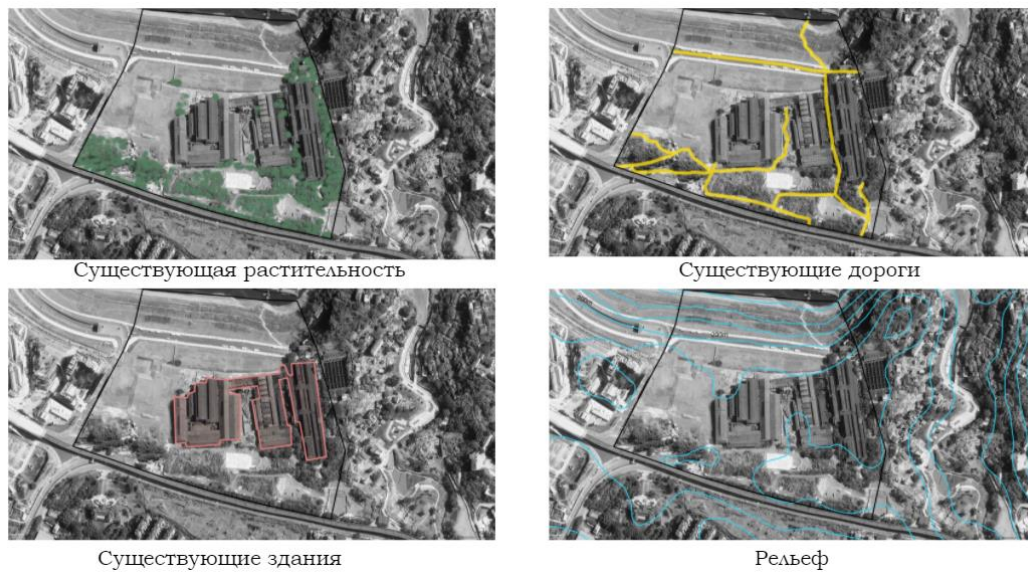 Существующая растительность
Существующие дороги
Существующие здания
Рельеф